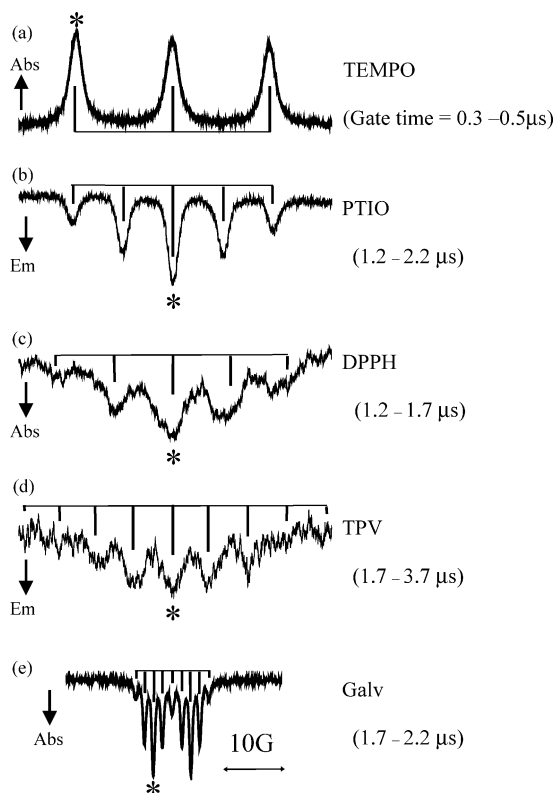 (a)
*
Abs
TEMPO
(Gate time = 0.3 –0.5μs)
(b)
PTIO
Em
(1.2 – 2.2 μs)
*
(c)
DPPH
Abs
(1.2 – 1.7 μs)
*
(d)
TPV
Em
(1.7 – 3.7 μs)
*
(e)
Galv
Abs
10G
(1.7 – 2.2 μs)
*